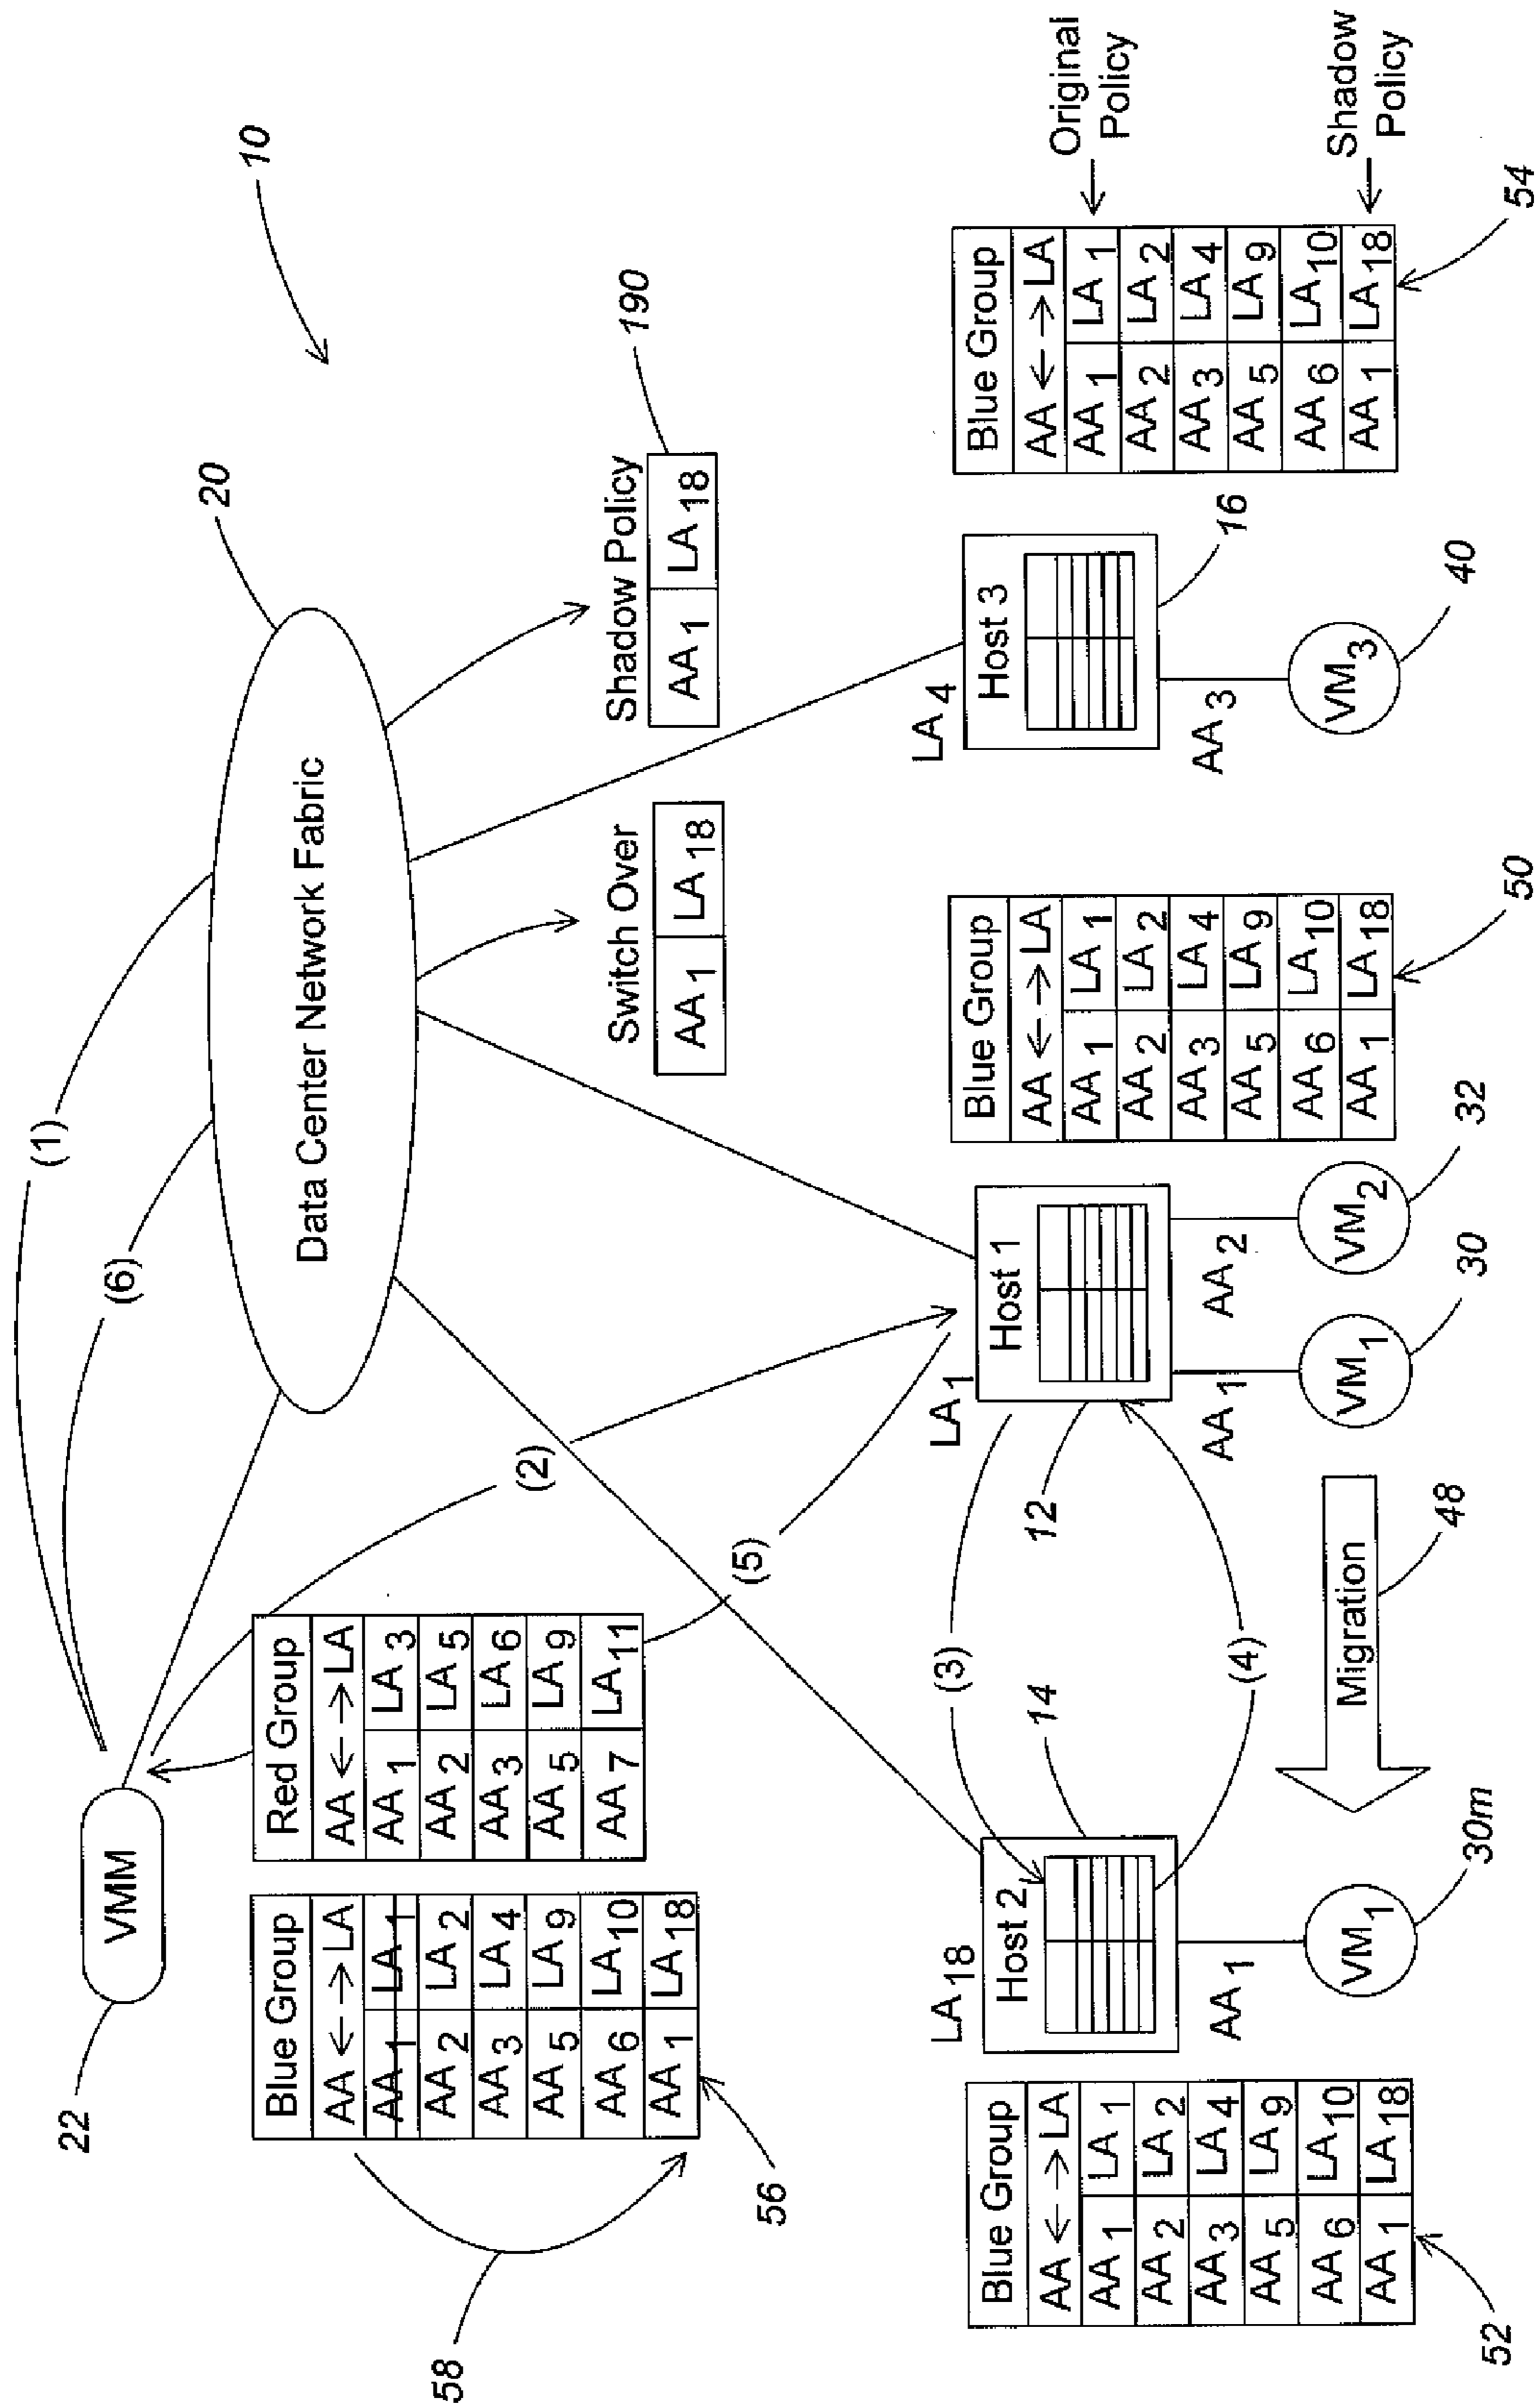 22
VMM
(1)
(6)
20
10
Data Center Network Fabric
Blue Group
AA <--> LA
AA 1 LA 1
AA 2 LA 2
AA 3 LA 4
AA 5 LA 9
AA 6 LA 10
AA 1 LA 18
56
58
Red Group
AA <--> LA
AA 1 LA 3
AA 2 LA 5
AA 3 LA 6
AA 5 LA 9
AA 7 LA 11
(2)
(5)
Switch Over
AA 1 LA 18
Shadow Policy
AA 1 LA 18
190
Blue Group
AA <--> LA
AA 1 LA 1
AA 2 LA 2
AA 3 LA 4
AA 5 LA 9
AA 6 LA 10
AA 1 LA 18
52
LA 18
Host 2
14
AA 1
VM1
30m
(3)
(4)
Migration
48
LA 1
Host 1
12
AA 1
AA 2
VM1
VM2
30
32
Blue Group
AA <--> LA
AA 1 LA 1
AA 2 LA 2
AA 3 LA 4
AA 5 LA 9
AA 6 LA 10
AA 1 LA 18
50
LA 4
Host 3
16
AA 3
VM3
40
Blue Group
AA <--> LA
AA 1 LA 1
AA 2 LA 2
AA 3 LA 4
AA 5 LA 9
AA 6 LA 10
AA 1 LA 18
Original
Policy
Shadow
Policy
54